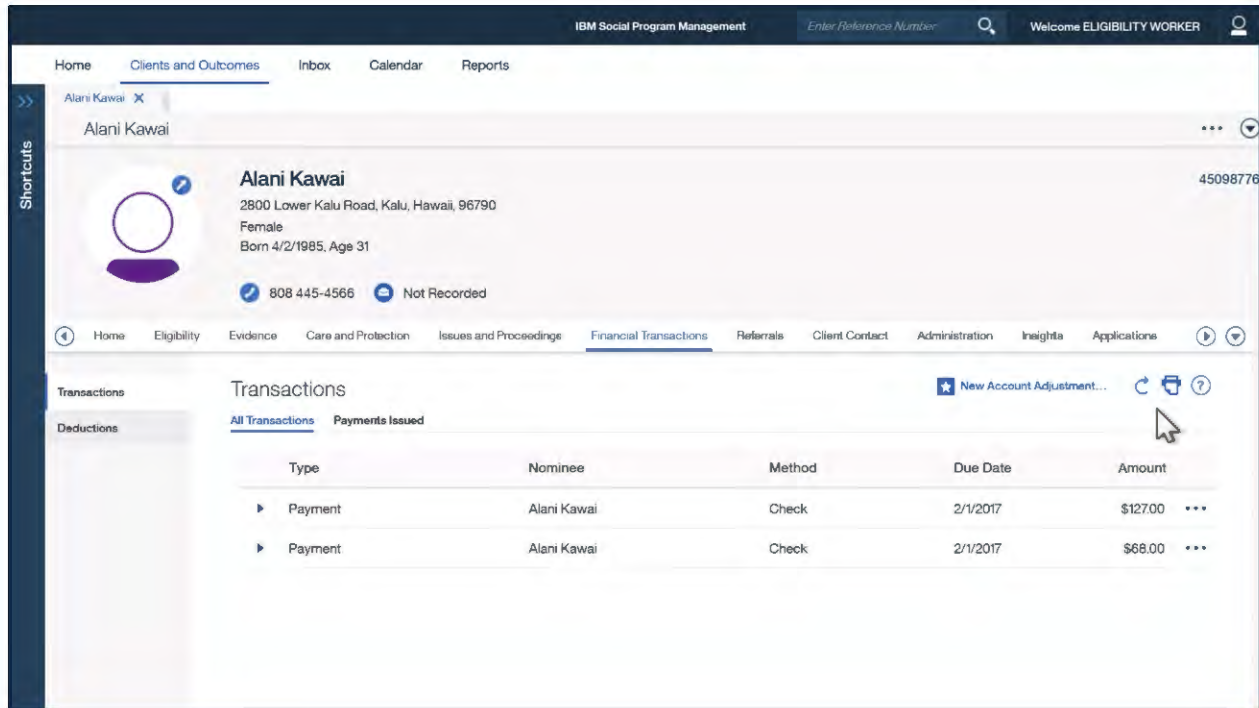 IBM Social Program Management Enter Reference Number Welcome ELIGIBILITY WORKER
Home Clients and Outcomes Inbox Calendar Reports
Alani Kawai X
Alani Kawai
Shortcuts
Alani Kawai 45098776
2800 Lower Kalu Road, Kalu, Hawaii, 96790
Female
Born 4/2/1985, Age 31
808 445-4566 Not Recorded
Home Eligibility Evidence Care and Protection Issues and Proceedings Financial Transactions Referrals Client Contact Administration Insights Applications
Transactions
Deductions
Transactions New Account Adjustment...
All Transactions Payments Issued
Type Nominee Method Due Date Amount
Payment Alani Kawai Check 2/1/2017 $127.00
Payment Alani Kawai Check 2/1/2017 $68.00